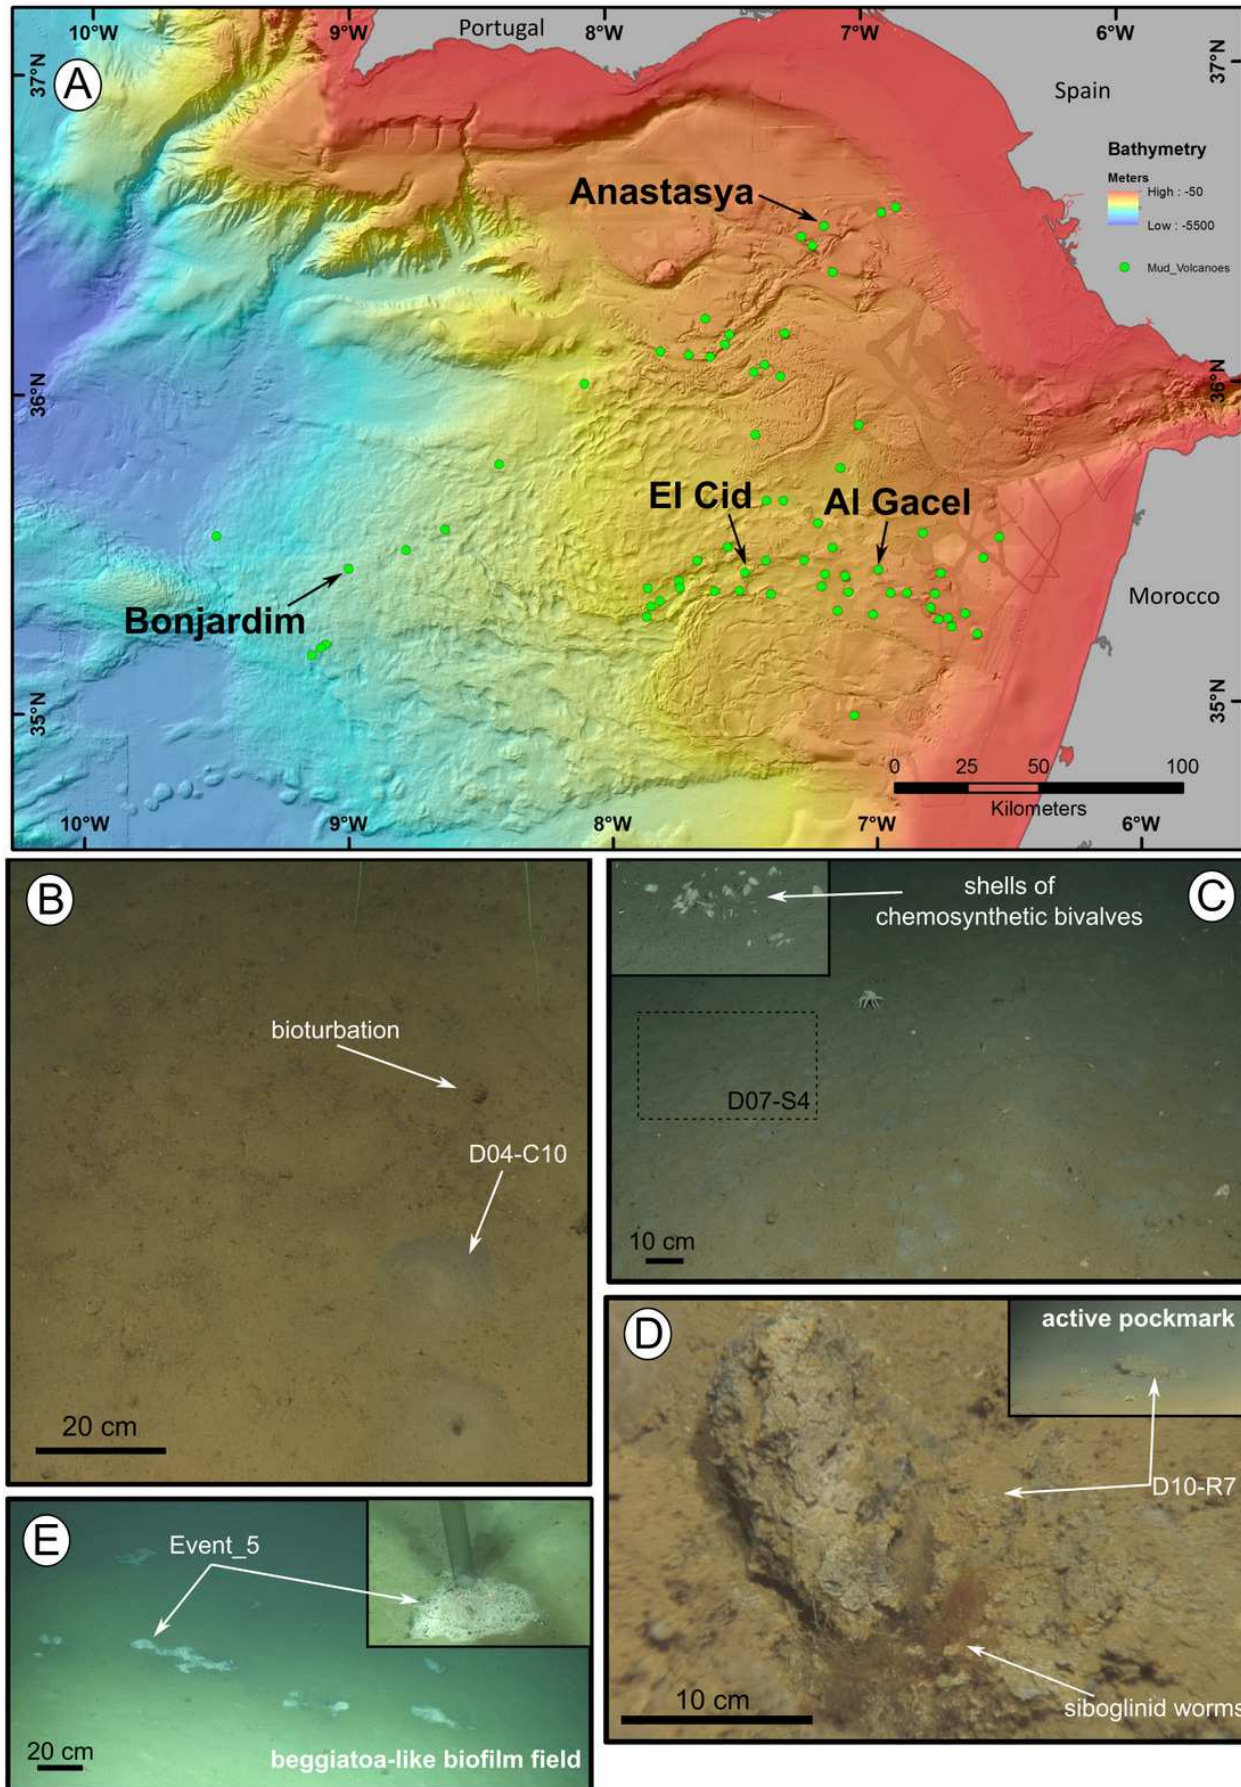 10°W
9°W
8°W
7°W
6°W
Portugal
37°N
37°N
A
Spain
Bathymetry
Meters
High : -50
Low : -5500
Mud_Volcanoes
Anastasya
36°N
36°N
El Cid
Al Gacel
Bonjardim
Morocco
35°N
35°N
0
25
50
100
Kilometers
10°W
9°W
8°W
7°W
6°W
B
bioturbation
D04-C10
20 cm
C
shells of
chemosynthetic bivalves
D07-S4
10 cm
D
active pockmark
D10-R7
siboglinid worms
10 cm
E
Event_5
20 cm
beggiatoa-like biofilm field